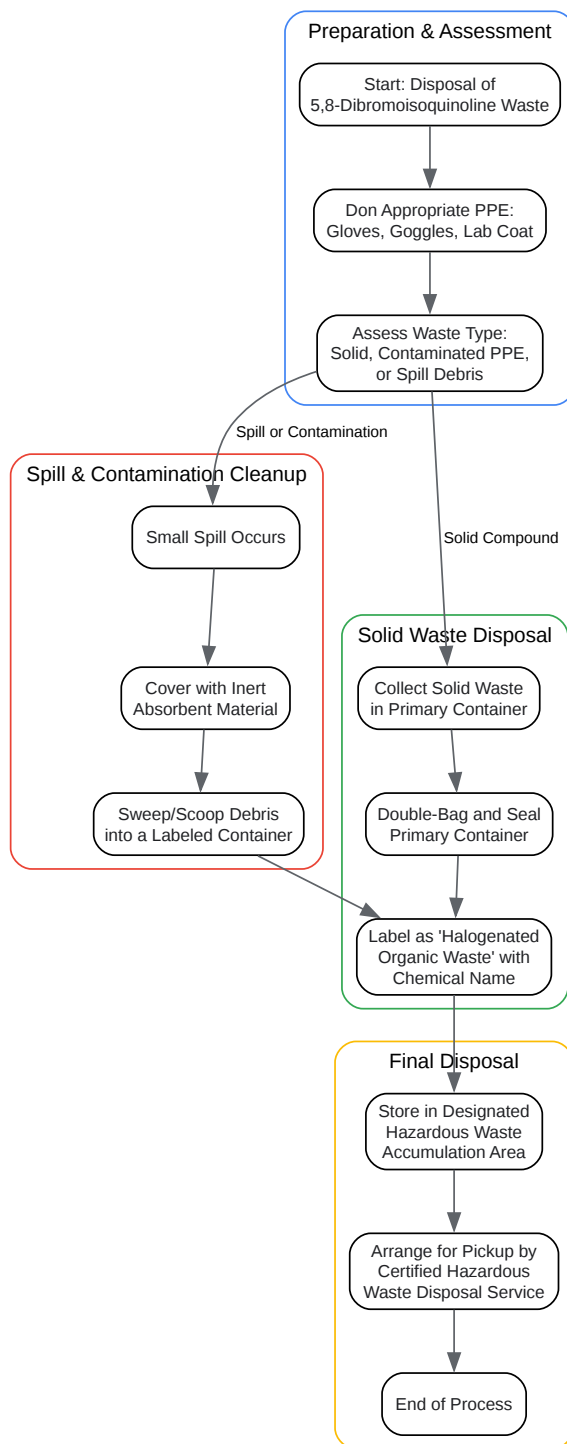 Preparation & Assessment
Start: Disposal of
5,8-Dibromoisoquinoline Waste
Don Appropriate PPE:
Gloves, Goggles, Lab Coat
Assess Waste Type:
Solid, Contaminated PPE,
or Spill Debris
Spill or Contamination
Spill & Contamination Cleanup
Small Spill Occurs
Solid Compound
Solid Waste Disposal
Cover with Inert
Absorbent Material
Collect Solid Waste
in Primary Container
Sweep/Scoop Debris
into a Labeled Container
Double-Bag and Seal
Primary Container
Label as 'Halogenated
Organic Waste' with
Chemical Name
Final Disposal
Store in Designated
Hazardous Waste
Accumulation Area
Arrange for Pickup by
Certified Hazardous
Waste Disposal Service
End of Process